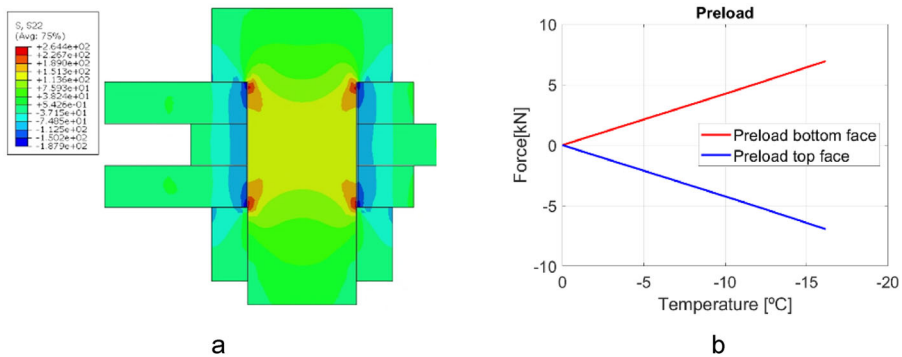 S, S22
(Avg: 75%)
+2.644e+02
+2.267e+02
+1.890e+02
+1.513e+02
+1.136e+02
+7.593e+01
+3.824e+01
+5.426e-01
-3.715e+01
-7.485e+01
-1.125e+02
-1.502e+02
-1.879e+02
a
Preload
Force[kN]
10
5
0
-5
-10
Preload bottom face
Preload top face
0
-5
-10
-15
-20
Temperature [ºC]
b